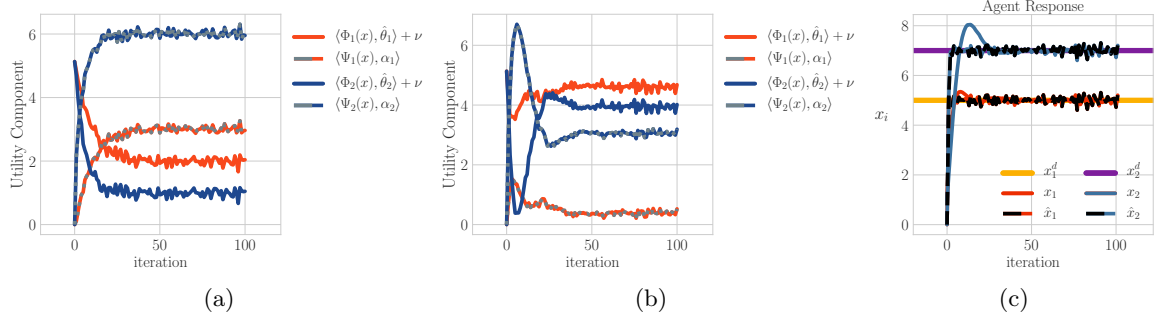 Utility Component
6
4
2
0
0
50
100
iteration
⟨Φ₁(x), θ̂₁⟩ + ν
⟨Ψ₁(x), α₁⟩
⟨Φ₂(x), θ̂₂⟩ + ν
⟨Ψ₂(x), α₂⟩
(a)
Utility Component
6
4
2
0
0
50
100
iteration
⟨Φ₁(x), θ̂₁⟩ + ν
⟨Ψ₁(x), α₁⟩
⟨Φ₂(x), θ̂₂⟩ + ν
⟨Ψ₂(x), α₂⟩
(b)
Agent Response
xᵢ
8
6
4
2
0
0
50
100
iteration
x₁ᵈ
x₂ᵈ
x₁
x₂
x̂₁
x̂₂
(c)